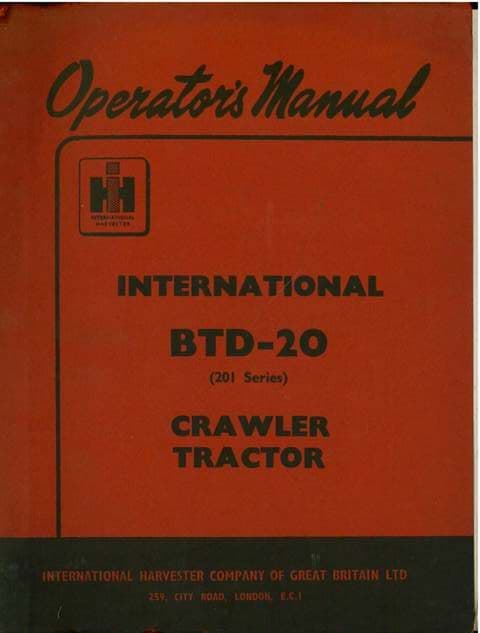 Operator's Manual
IH
INTERNATIONAL
HARVESTER
INTERNATIONAL
BTD-20
(201 Series)
CRAWLER
TRACTOR
INTERNATIONAL HARVESTER COMPANY OF GREAT BRITAIN LTD
259, CITY ROAD, LONDON, E.C.1